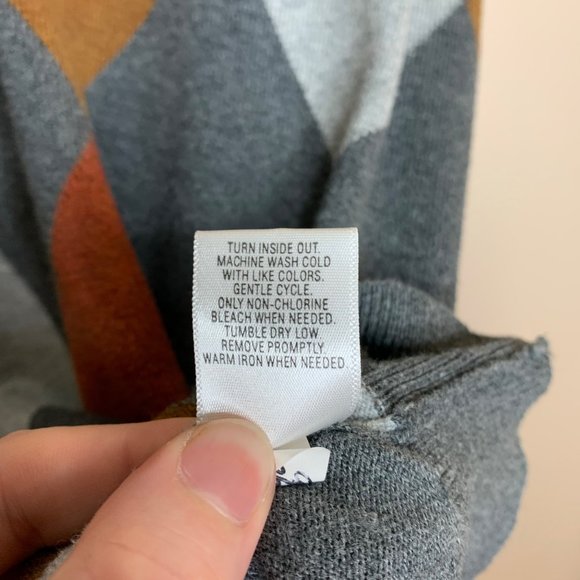 TURN INSIDE OUT.
MACHINE WASH COLD
WITH LIKE COLORS.
GENTLE CYCLE.
ONLY NON-CHLORINE
BLEACH WHEN NEEDED.
TUMBLE DRY LOW.
REMOVE PROMPTLY.
WARM IRON WHEN NEEDED.